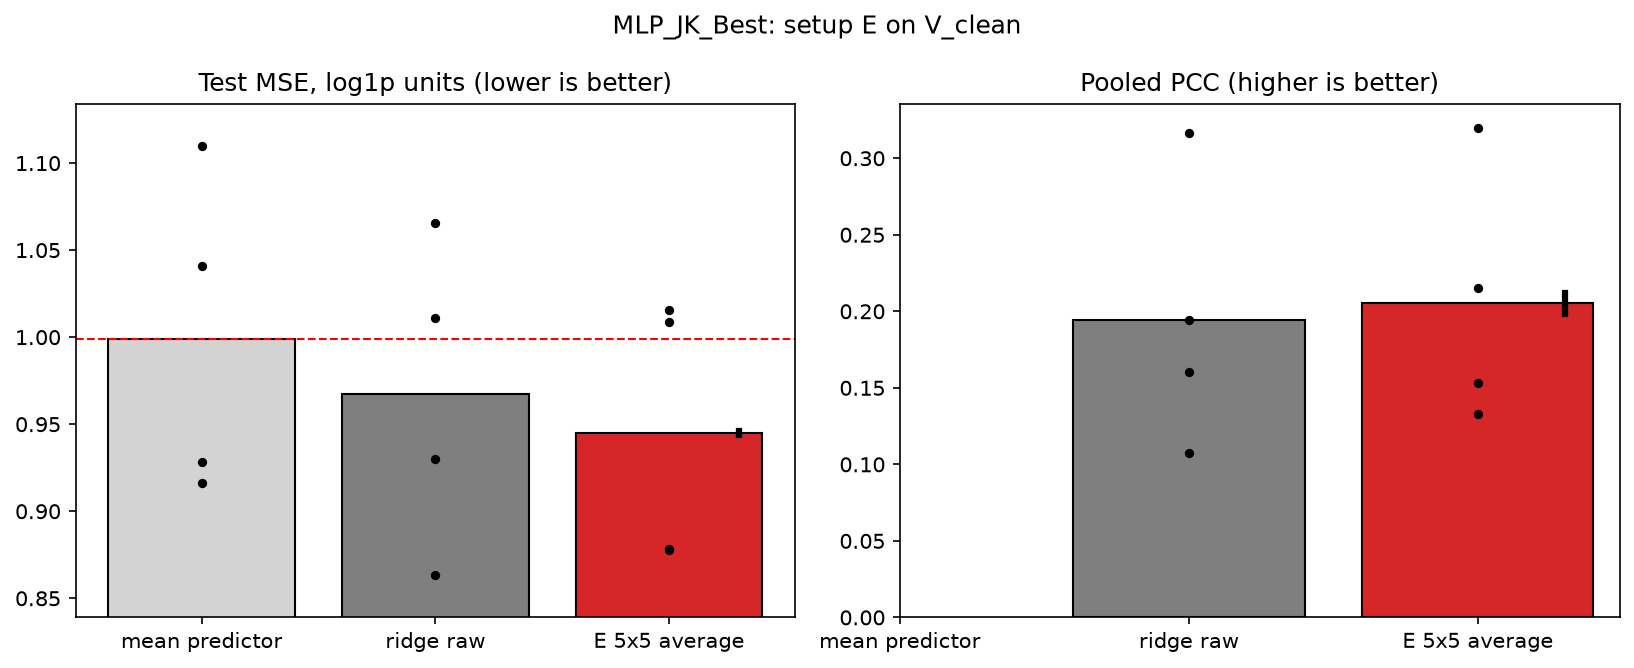 MLP_JK_Best: setup E on V_clean
Test MSE, log1p units (lower is better)
1.10
1.05
1.00
0.95
0.90
0.85
mean predictor
ridge raw
E 5x5 average
Pooled PCC (higher is better)
0.30
0.25
0.20
0.15
0.10
0.05
0.00
mean predictor
ridge raw
E 5x5 average